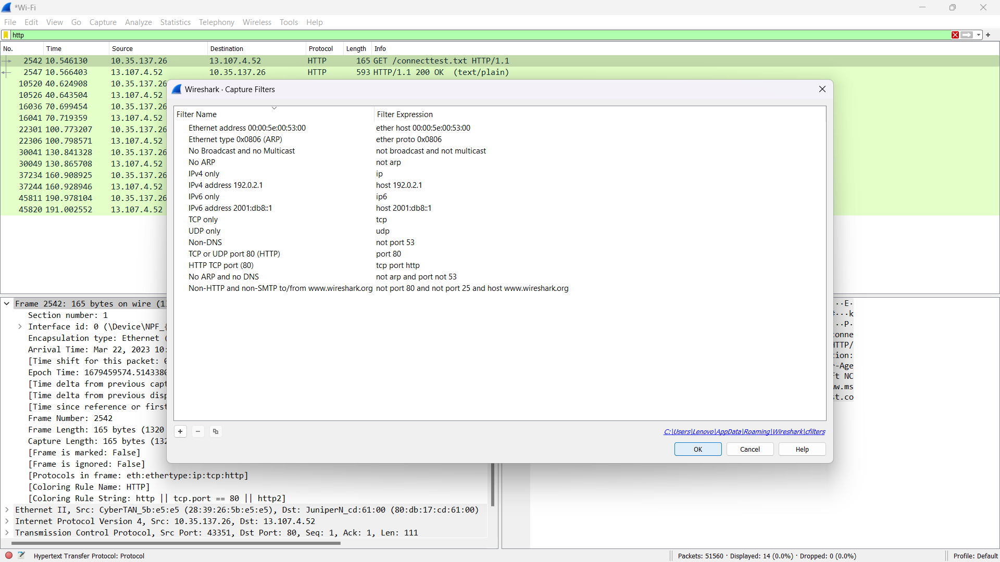 *Wi-Fi
File Edit View Go Capture Analyze Statistics Telephony Wireless Tools Help
http
No. Time Source Destination Protocol Length Info
2542 10.546130 10.35.137.26 13.107.4.52 HTTP 165 GET /connecttest.txt HTTP/1.1
2547 10.566403 13.107.4.52 10.35.137.26 HTTP 593 HTTP/1.1 200 OK (text/plain)
10520 40.624908 10.35.137.26
10526 40.643504 13.107.4.52
16036 70.699454 10.35.137.26
16041 70.719359 13.107.4.52
22301 100.773207 10.35.137.26
22306 100.798571 13.107.4.52
30041 130.841328 10.35.137.26
30049 130.865708 13.107.4.52
37234 160.908925 10.35.137.26
37244 160.928946 13.107.4.52
45811 190.978104 10.35.137.26
45820 191.002552 13.107.4.52
Wireshark · Capture Filters
Filter Name Filter Expression
Ethernet address 00:00:5e:00:53:00 ether host 00:00:5e:00:53:00
Ethernet type 0x0806 (ARP) ether proto 0x0806
No Broadcast and no Multicast not broadcast and not multicast
No ARP not arp
IPv4 only ip
IPv4 address 192.0.2.1 host 192.0.2.1
IPv6 only ip6
IPv6 address 2001:db8::1 host 2001:db8::1
TCP only tcp
UDP only udp
Non-DNS not port 53
TCP or UDP port 80 (HTTP) port 80
HTTP TCP port (80) tcp port http
No ARP and no DNS not arp and port not 53
Non-HTTP and non-SMTP to/from www.wireshark.org not port 80 and not port 25 and host www.wireshark.org
C:\Users\Lenovo\AppData\Roaming\Wireshark\cfilters
OK Cancel Help
Frame 2542: 165 bytes on wire (1
Section number: 1
Interface id: 0 (\Device\NPF_{
Encapsulation type: Ethernet (
Arrival Time: Mar 22, 2023 10:
[Time shift for this packet: 0
Epoch Time: 1679459574.5143380
[Time delta from previous capt
[Time delta from previous disp
[Time since reference or first
Frame Number: 2542
Frame Length: 165 bytes (1320
Capture Length: 165 bytes (132
[Frame is marked: False]
[Frame is ignored: False]
[Protocols in frame: eth:ethertype:ip:tcp:http]
[Coloring Rule Name: HTTP]
[Coloring Rule String: http || tcp.port == 80 || http2]
Ethernet II, Src: CyberTAN_5b:e5:e5 (28:39:26:5b:e5:e5), Dst: JuniperN_cd:61:00 (80:db:17:cd:61:00)
Internet Protocol Version 4, Src: 10.35.137.26, Dst: 13.107.4.52
Transmission Control Protocol, Src Port: 43351, Dst Port: 80, Seq: 1, Ack: 1, Len: 111
··E·
···k
··P·
conne
HTTP/
tion:
r-Age
ft NC
w.ms
st.co
Hypertext Transfer Protocol: Protocol
Packets: 51560 · Displayed: 14 (0.0%) · Dropped: 0 (0.0%)
Profile: Default